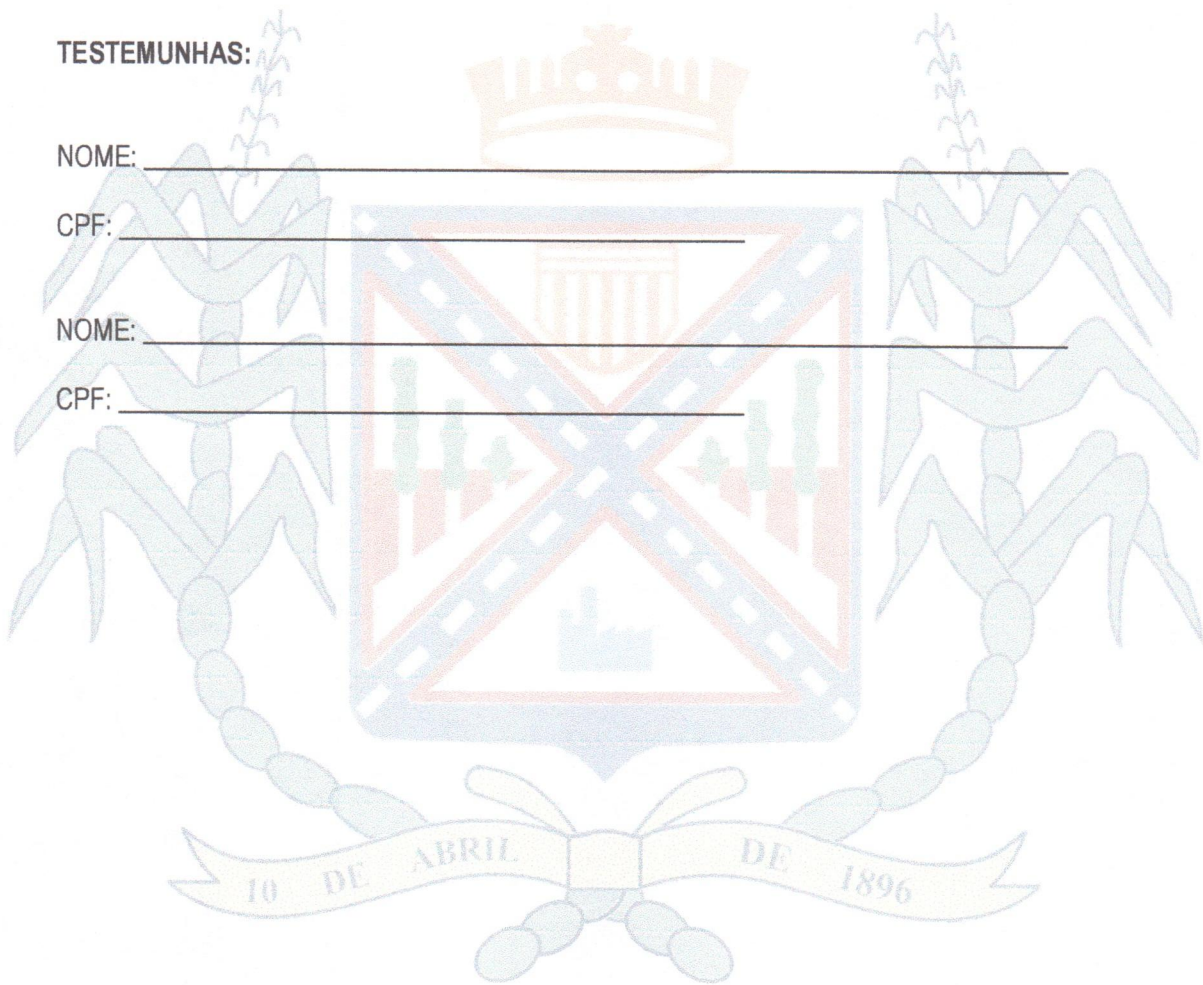 TESTEMUNHAS:
NOME:
CPF:
NOME:
CPF:
10 DE ABRIL DE 1896